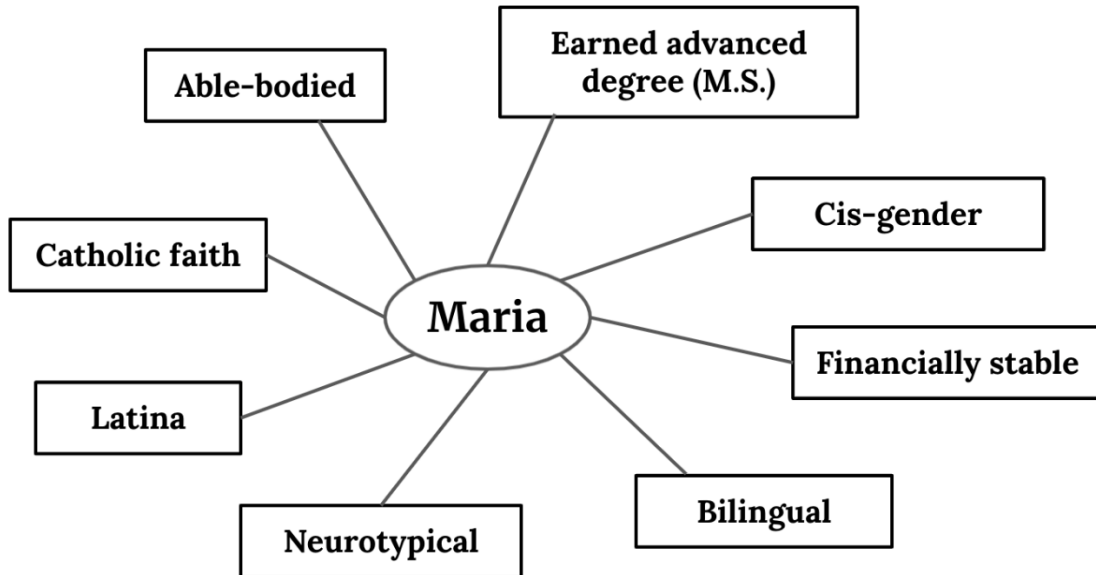 Earned advanced
degree (M.S.)
Able-bodied
Cis-gender
Catholic faith
Maria
Financially stable
Latina
Bilingual
Neurotypical